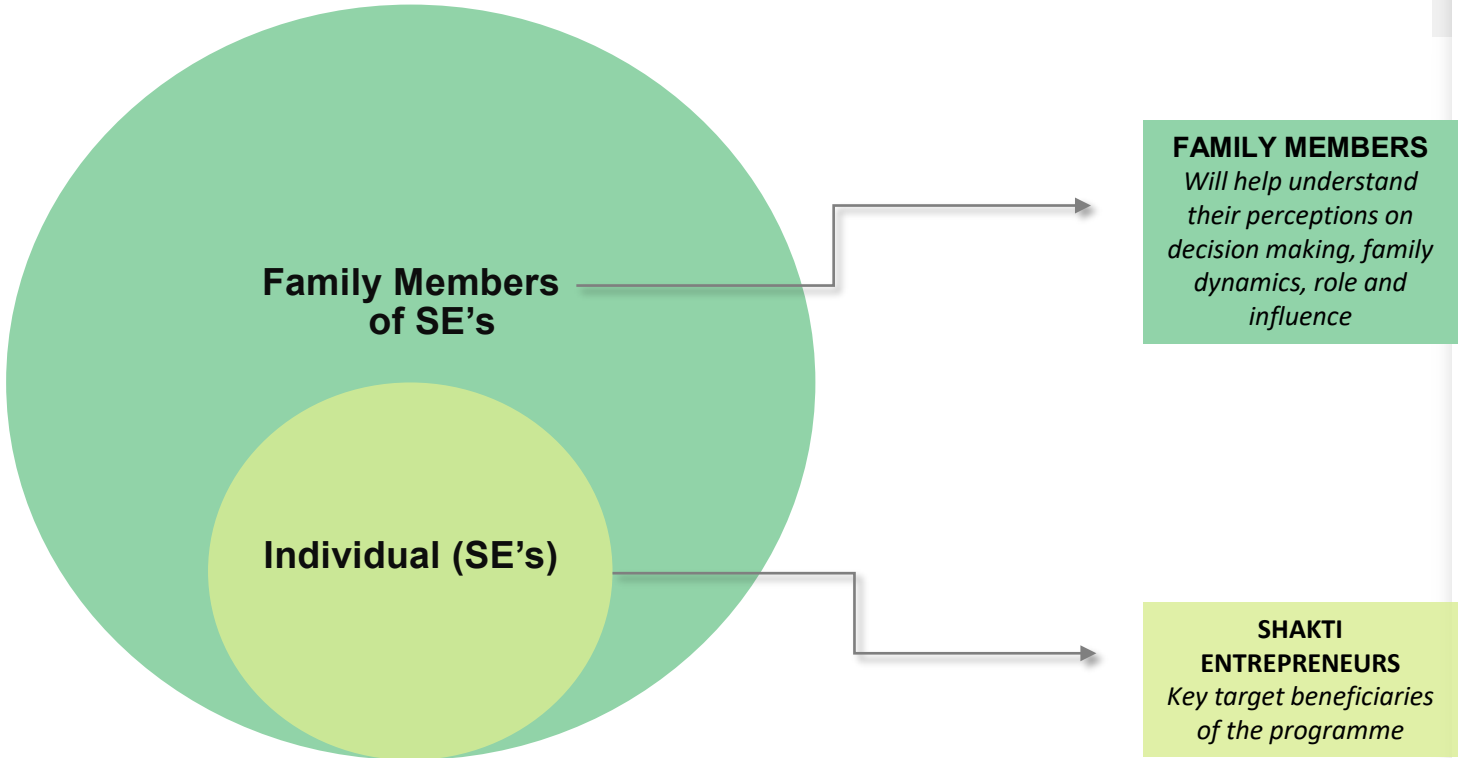 Family Members
of SE’s
Individual (SE’s)
FAMILY MEMBERS
Will help understand
their perceptions on
decision making, family
dynamics, role and
influence
SHAKTI
ENTREPRENEURS
Key target beneficiaries
of the programme